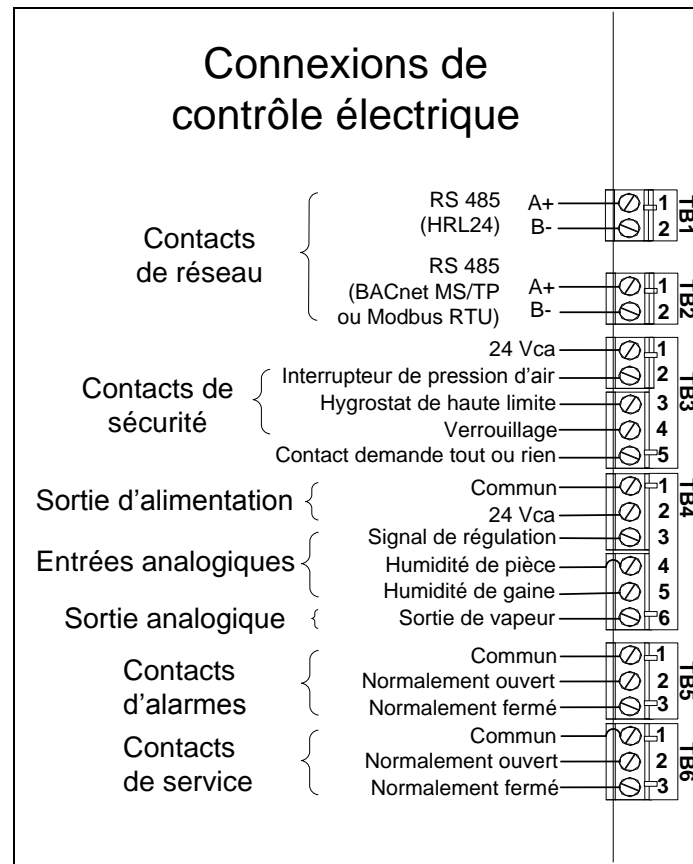 Connexions de
contrôle électrique
Contacts
de réseau
RS 485
(HRL24)
A+
B-
1
2
TB1
RS 485
(BACnet MS/TP
ou Modbus RTU)
A+
B-
1
2
TB2
24 Vca
1
Contacts de
sécurité
Interrupteur de pression d'air
2
Hygrostat de haute limite
3
Verrouillage
4
Contact demande tout ou rien
5
TB3
Sortie d'alimentation
Commun
1
24 Vca
2
Entrées analogiques
Signal de régulation
3
Humidité de pièce
4
Humidité de gaine
5
Sortie analogique
Sortie de vapeur
6
TB4
Contacts
d'alarmes
Commun
1
Normalement ouvert
2
Normalement fermé
3
TB5
Contacts
de service
Commun
1
Normalement ouvert
2
Normalement fermé
3
TB6